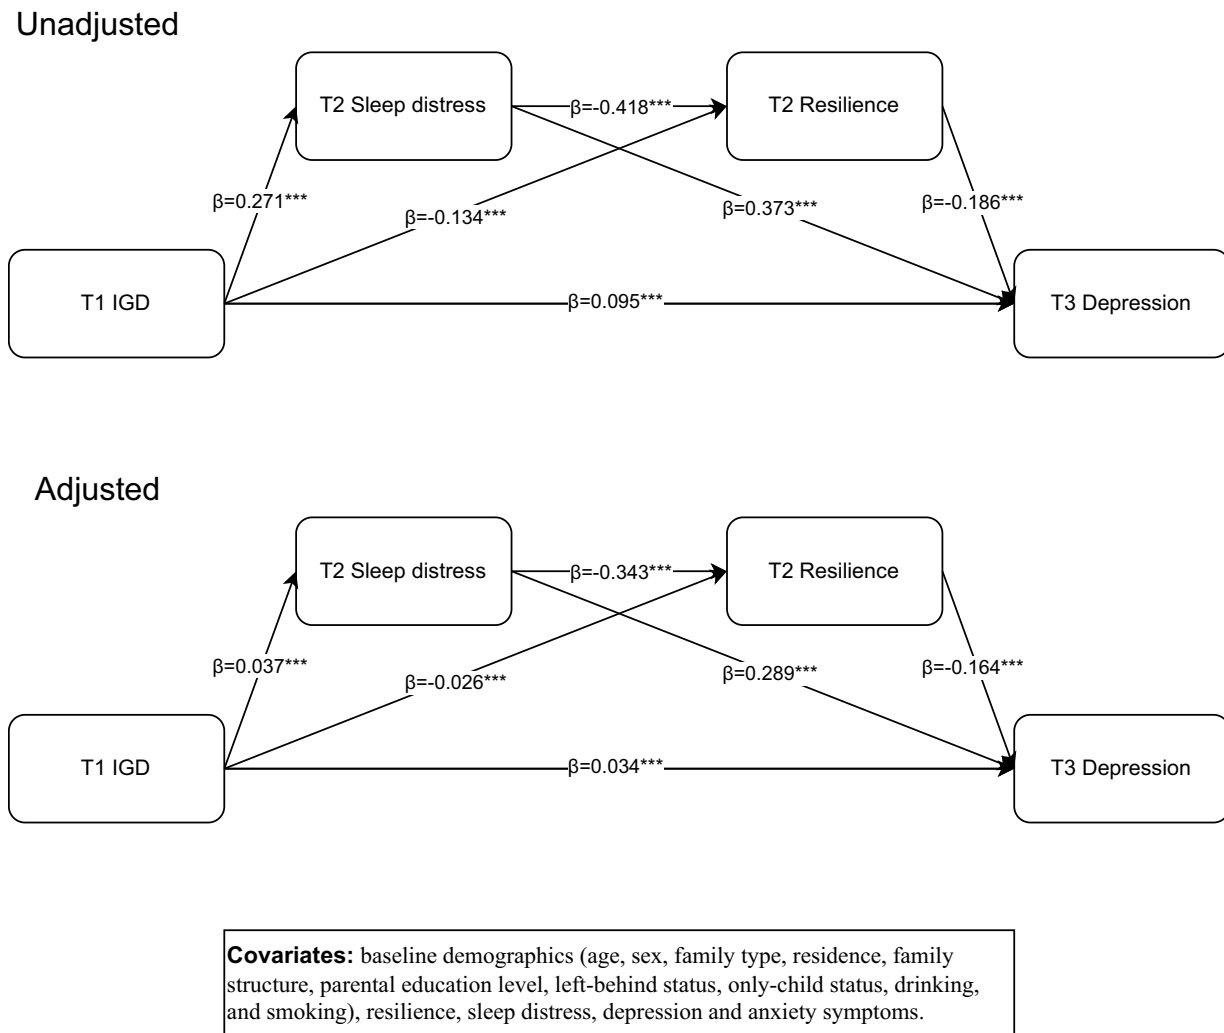 Unadjusted
T2 Sleep distress
β=-0.418***
T2 Resilience
β=0.271***
β=-0.134***
β=0.373***
β=-0.186***
T1 IGD
β=0.095***
T3 Depression
Adjusted
T2 Sleep distress
β=-0.343***
T2 Resilience
β=0.037***
β=-0.026***
β=0.289***
β=-0.164***
T1 IGD
β=0.034***
T3 Depression
Covariates: baseline demographics (age, sex, family type, residence, family
structure, parental education level, left-behind status, only-child status, drinking,
and smoking), resilience, sleep distress, depression and anxiety symptoms.